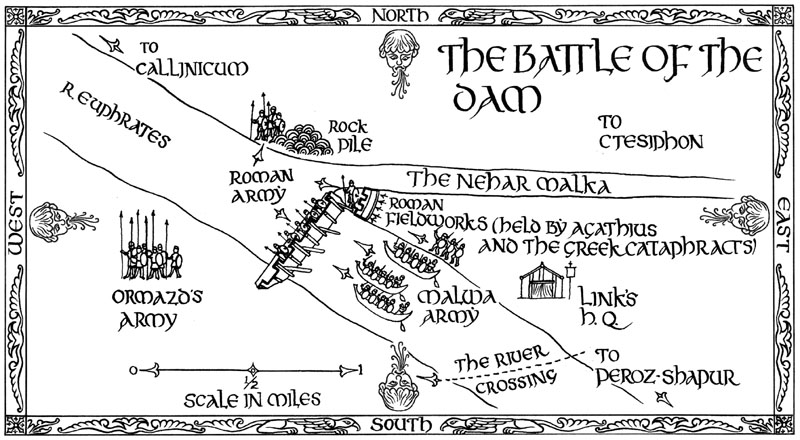 NORTH
THE BATTLE OF THE
DAM
TO
CALLINICUM
R. EUPHRATES
ROCK
PILE
TO
CTESIPHON
ROMAN
ARMY
THE NEHAR MALKA
WEST
EAST
ROMAN
FIELDWORKS (HELD BY AGATHIUS
AND THE GREEK CATAPHRACTS)
ORMAZD'S
ARMY
MALWA
ARMY
LINK'S
H.Q
THE RIVER
CROSSING
TO
PEROZ-SHAPUR
0 1
1/2
SCALE IN MILES
SOUTH